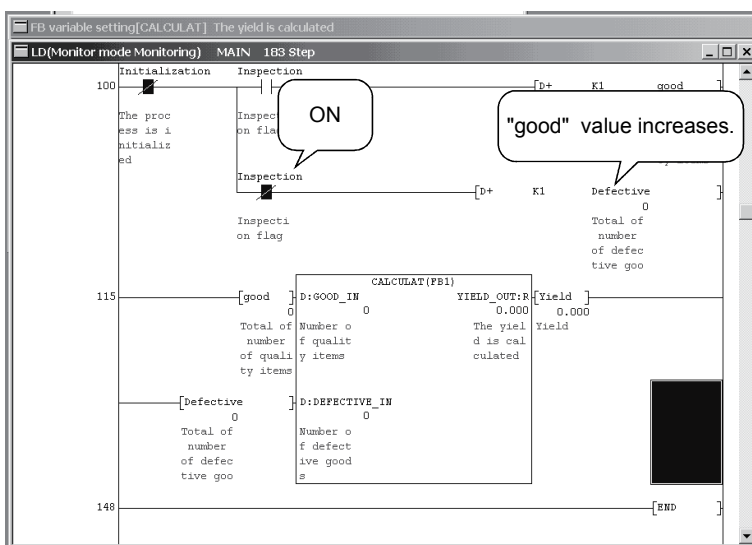 FB variable setting[CALCULAT] The yield is calculated
LD(Monitor mode Monitoring) MAIN 183 Step
Initialization Inspection
100 [D+ K1 good ]
The proc
ess is i
nitializ
ed
Inspecti
on flag
ON
"good" value increases.
Inspection
[D+ K1 Defective ]
0
Inspecti
on flag
Total of
number
of defec
tive goo
CALCULAT(FB1)
115 [good ] D:GOOD_IN YIELD_OUT:R [Yield ]
0 0 0.000 0.000
Total of Number o The yiel Yield
number f qualit d is cal
of quali y items culated
ty items
[Defective ] D:DEFECTIVE_IN
0 0
Total of Number o
number f defect
of defec ive good
tive goo s
148 [END ]